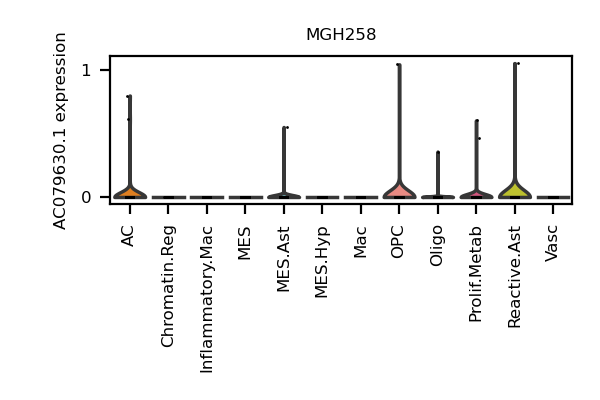 MGH258
AC079630.1 expression
1
0
AC
Chromatin.Reg
Inflammatory.Mac
MES
MES.Ast
MES.Hyp
Mac
OPC
Oligo
Prolif.Metab
Reactive.Ast
Vasc